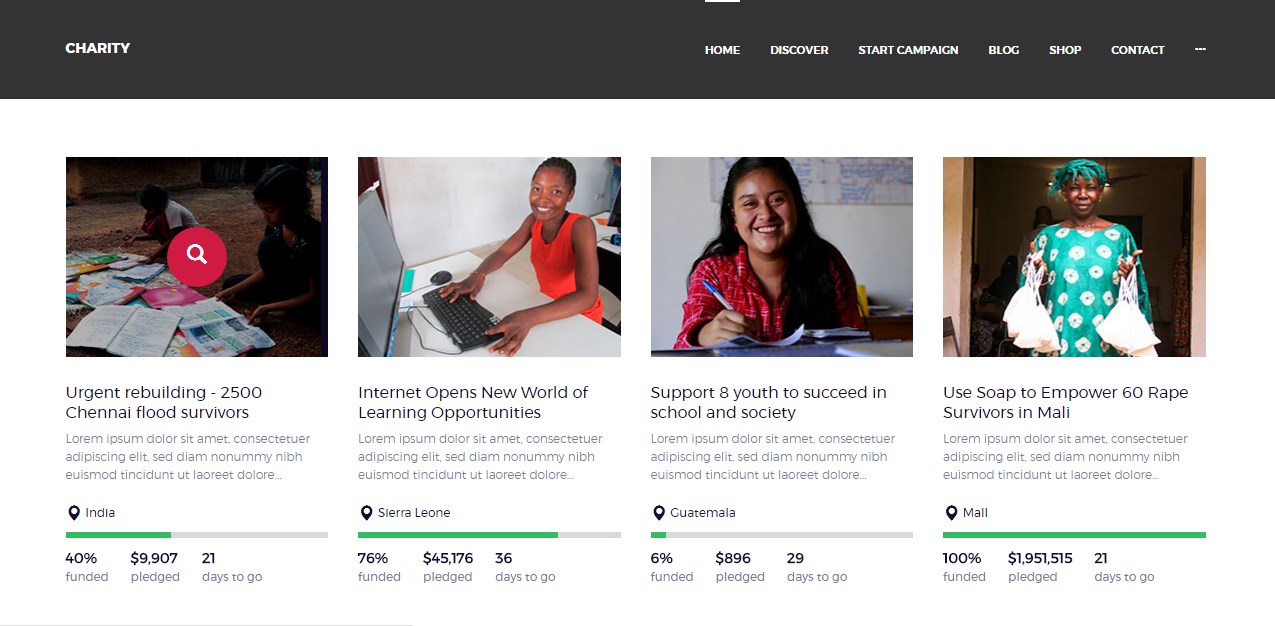 CHARITY
HOME DISCOVER START CAMPAIGN BLOG SHOP CONTACT ···
Urgent rebuilding - 2500
Chennai flood survivors
Lorem ipsum dolor sit amet, consectetuer
adipiscing elit, sed diam nonummy nibh
euismod tincidunt ut laoreet dolore...
India
40% $9,907 21
funded pledged days to go
Internet Opens New World of
Learning Opportunities
Lorem ipsum dolor sit amet, consectetuer
adipiscing elit, sed diam nonummy nibh
euismod tincidunt ut laoreet dolore...
Sierra Leone
76% $45,176 36
funded pledged days to go
Support 8 youth to succeed in
school and society
Lorem ipsum dolor sit amet, consectetuer
adipiscing elit, sed diam nonummy nibh
euismod tincidunt ut laoreet dolore...
Guatemala
6% $896 29
funded pledged days to go
Use Soap to Empower 60 Rape
Survivors in Mali
Lorem ipsum dolor sit amet, consectetuer
adipiscing elit, sed diam nonummy nibh
euismod tincidunt ut laoreet dolore...
Mali
100% $1,951,515 21
funded pledged days to go